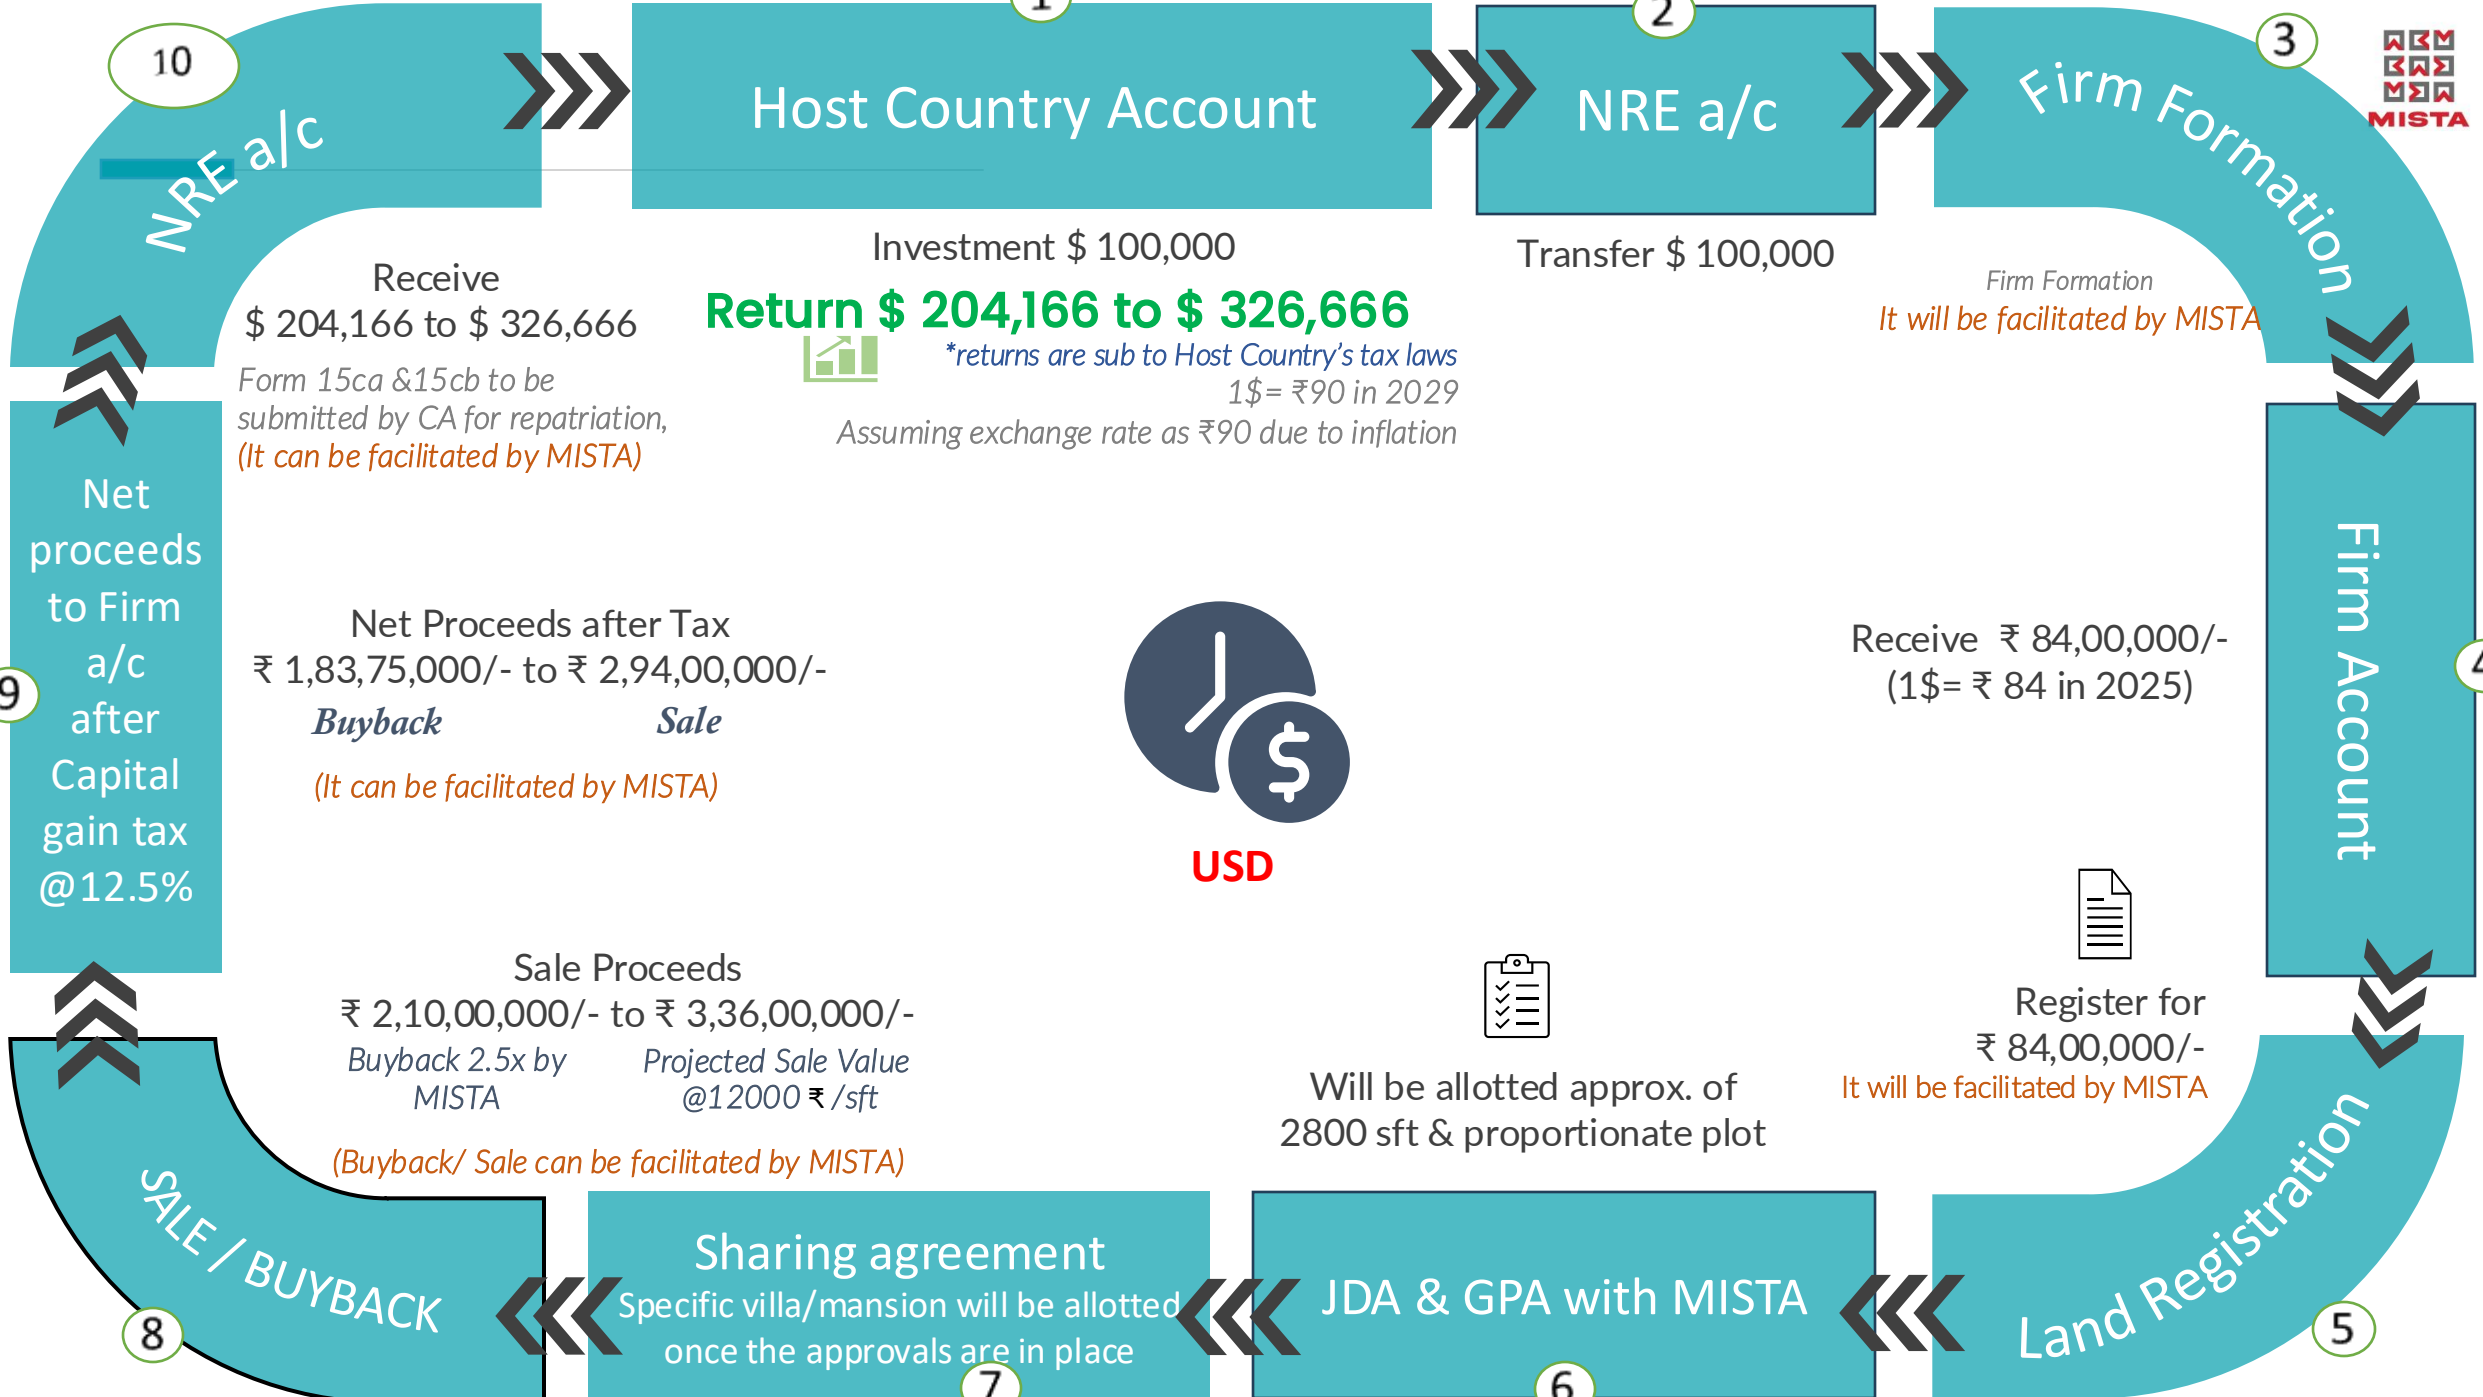 1
Host Country Account
Investment $ 100,000
Return $ 204,166 to $ 326,666
*returns are sub to Host Country's tax laws
1$= ₹90 in 2029
Assuming exchange rate as ₹90 due to inflation
2
NRE a/c
Transfer $ 100,000
3
Firm Formation
MISTA
Firm Formation
It will be facilitated by MISTA
4
Firm Account
Receive ₹ 84,00,000/-
(1$= ₹ 84 in 2025)
5
Land Registration
Register for
₹ 84,00,000/-
It will be facilitated by MISTA
6
JDA & GPA with MISTA
Will be allotted approx. of
2800 sft & proportionate plot
7
Sharing agreement
Specific villa/mansion will be allotted
once the approvals are in place
8
SALE / BUYBACK
Sale Proceeds
₹ 2,10,00,000/- to ₹ 3,36,00,000/-
Buyback 2.5x by
MISTA
Projected Sale Value
@12000 ₹ /sft
(Buyback/ Sale can be facilitated by MISTA)
9
Net
proceeds
to Firm
a/c
after
Capital
gain tax
@12.5%
Net Proceeds after Tax
₹ 1,83,75,000/- to ₹ 2,94,00,000/-
Buyback Sale
(It can be facilitated by MISTA)
10
NRE a/c
Receive
$ 204,166 to $ 326,666
Form 15ca &15cb to be
submitted by CA for repatriation,
(It can be facilitated by MISTA)
USD